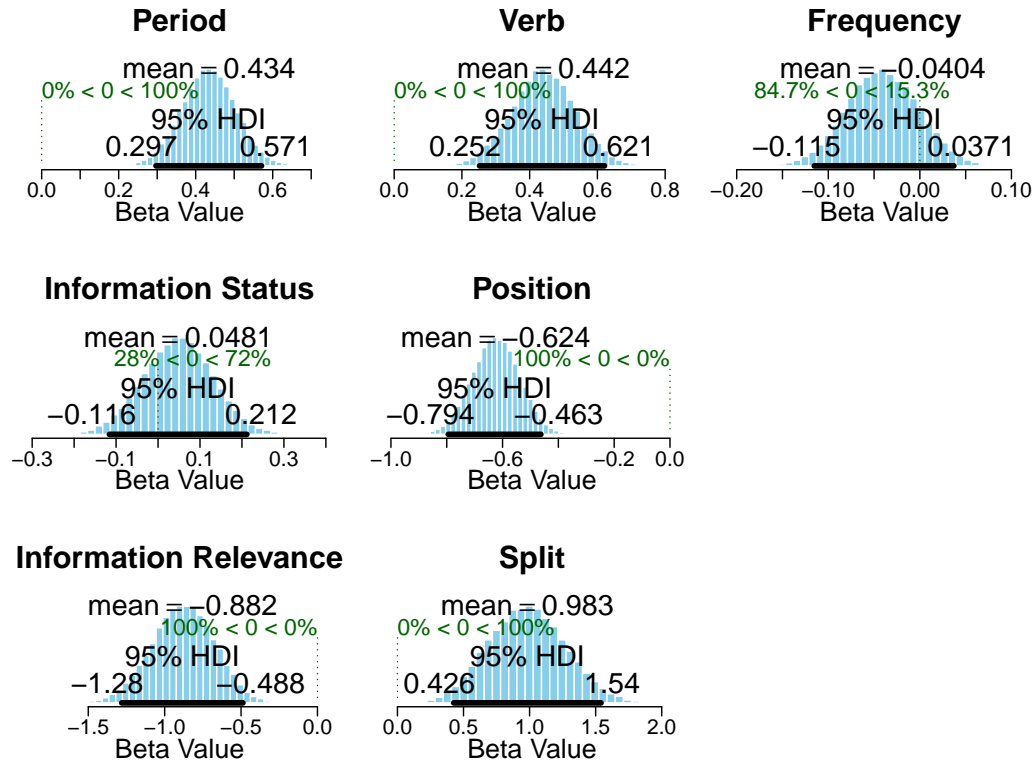 Period
mean = 0.434
0% < 0 < 100%
95% HDI
0.297 0.571
0.0 0.2 0.4 0.6
Beta Value
Verb
mean = 0.442
0% < 0 < 100%
95% HDI
0.252 0.621
0.0 0.2 0.4 0.6 0.8
Beta Value
Frequency
mean = −0.0404
84.7% < 0 < 15.3%
95% HDI
−0.115 0.0371
−0.20 −0.10 0.00 0.10
Beta Value
Information Status
mean = 0.0481
28% < 0 < 72%
95% HDI
−0.116 0.212
−0.3 −0.1 0.1 0.3
Beta Value
Position
mean = −0.624
100% < 0 < 0%
95% HDI
−0.794 −0.463
−1.0 −0.6 −0.2 0.0
Beta Value
Information Relevance
mean = −0.882
100% < 0 < 0%
95% HDI
−1.28 −0.488
−1.5 −1.0 −0.5 0.0
Beta Value
Split
mean = 0.983
0% < 0 < 100%
95% HDI
0.426 1.54
0.0 0.5 1.0 1.5 2.0
Beta Value